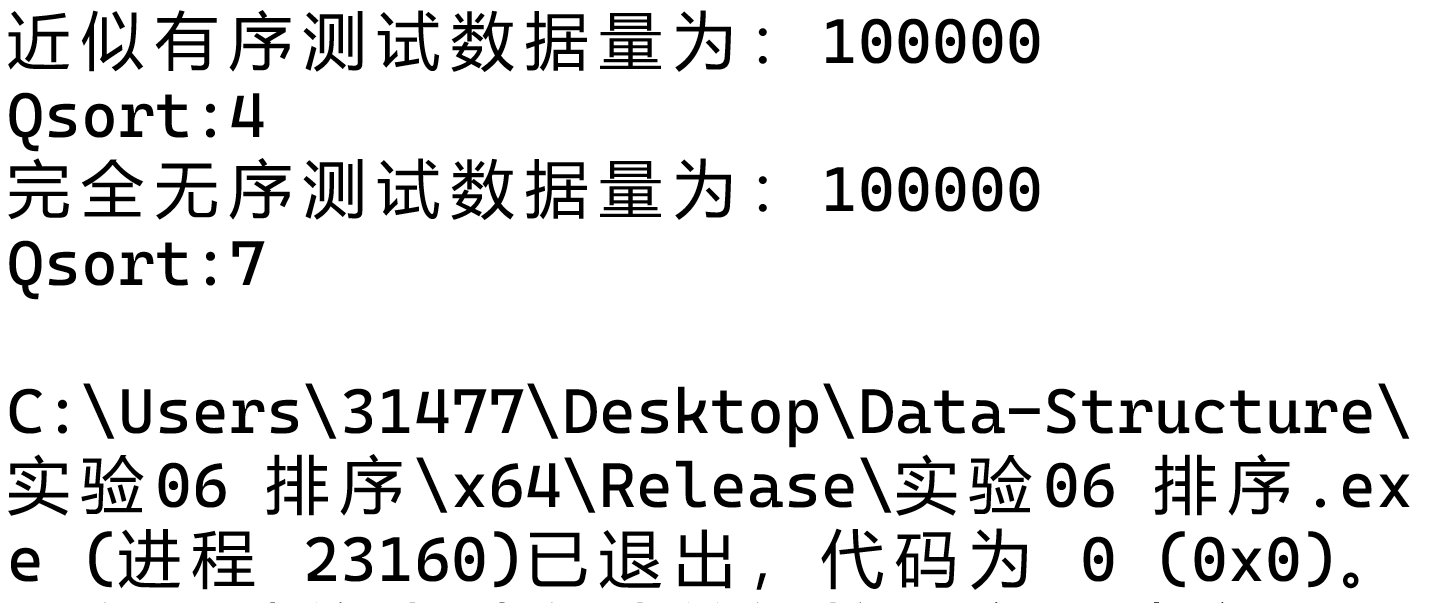 近似有序测试数据量为：100000
Qsort:4
完全无序测试数据量为：100000
Qsort:7
C:\Users\31477\Desktop\Data-Structure\
实验06 排序\x64\Release\实验06 排序.ex
e (进程 23160)已退出，代码为 0 (0x0)。